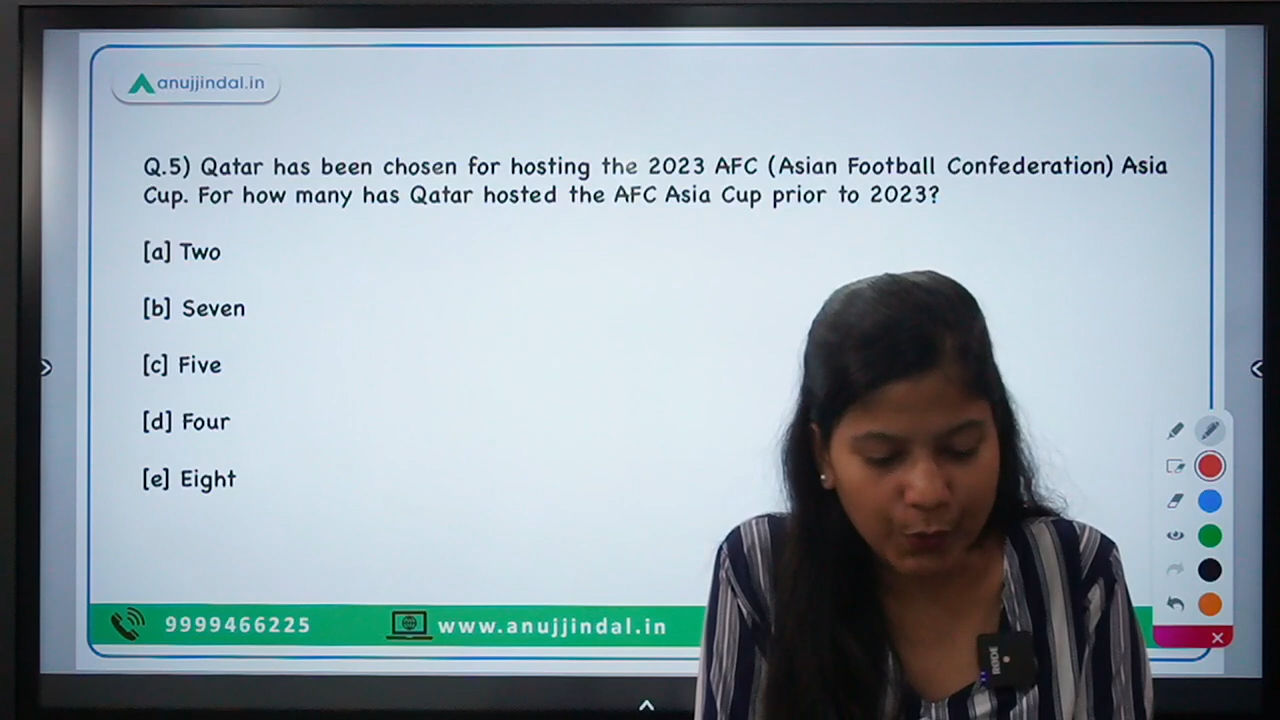 anujjindal.in
Q.5) Qatar has been chosen for hosting the 2023 AFC (Asian Football Confederation) Asia
Cup. For how many has Qatar hosted the AFC Asia Cup prior to 2023?
[a] Two
[b] Seven
[c] Five
[d] Four
[e] Eight
9999466225
www.anujjindal.in
RODE